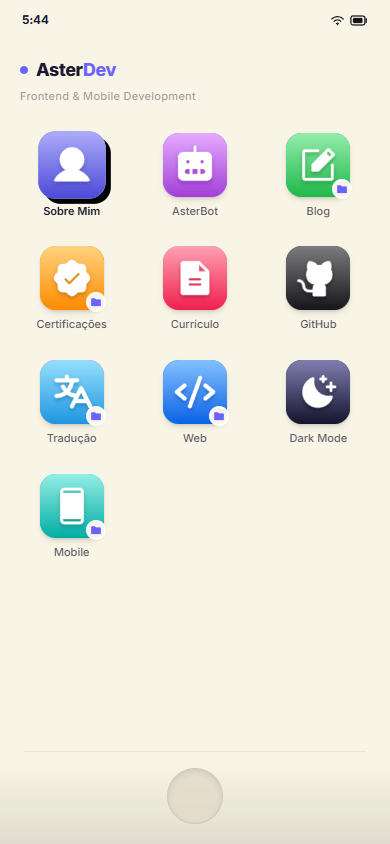 5:44
AsterDev
Frontend & Mobile Development
Sobre Mim
AsterBot
Blog
Certificações
Currículo
GitHub
Tradução
Web
Dark Mode
Mobile